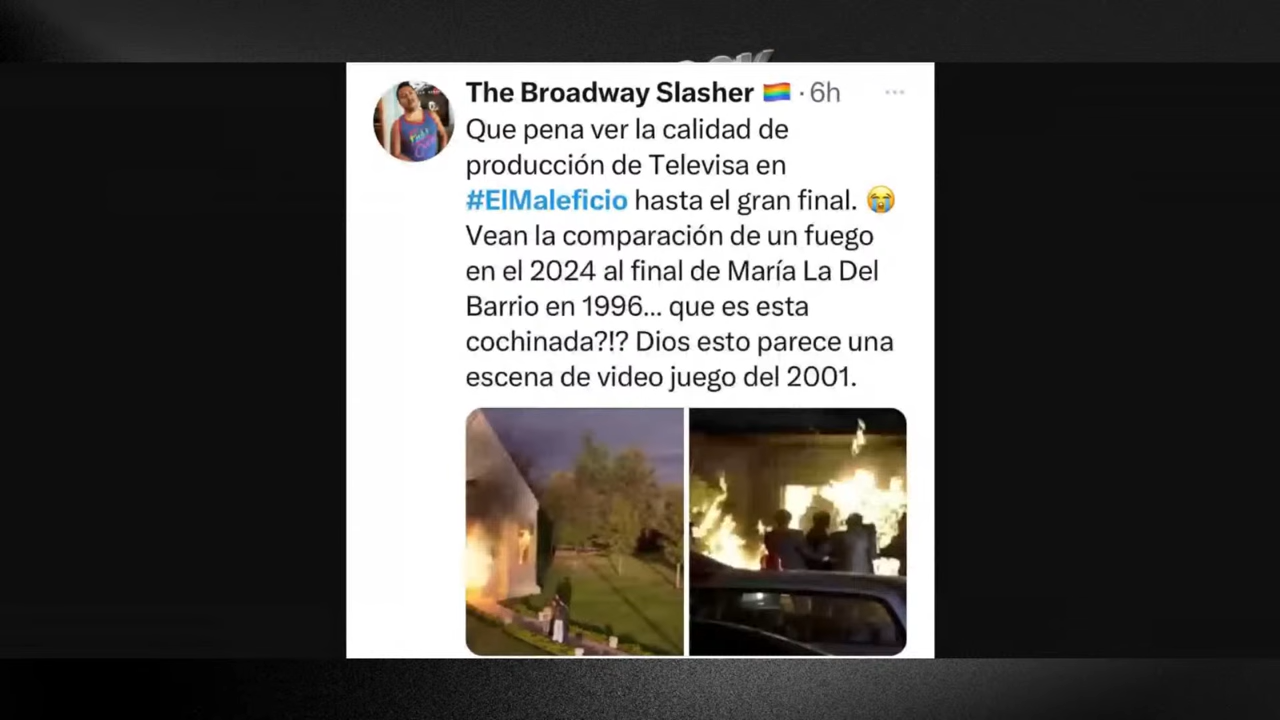 The Broadway Slasher 🏳️‍🌈 · 6h
Que pena ver la calidad de
producción de Televisa en
#ElMaleficio hasta el gran final. 😭
Vean la comparación de un fuego
en el 2024 al final de María La Del
Barrio en 1996... que es esta
cochinada?!? Dios esto parece una
escena de video juego del 2001.